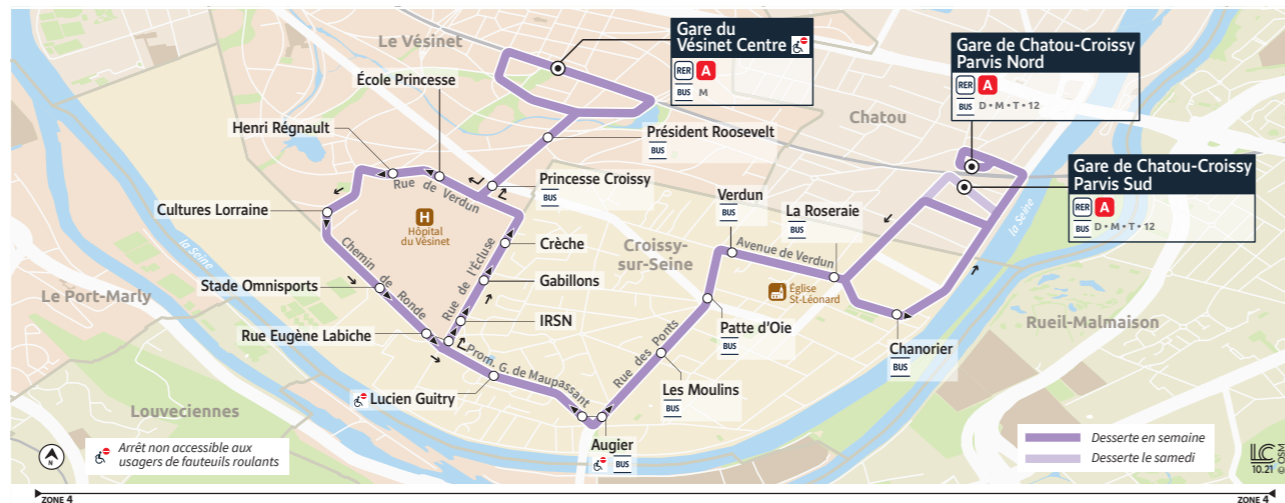 Le Vésinet
Gare du
Vésinet Centre
RER A
BUS M
Gare de Chatou-Croissy
Parvis Nord
RER A
BUS D • M • T • 12
École Princesse
Henri Régnault
Chatou
Président Roosevelt
BUS
Gare de Chatou-Croissy
Parvis Sud
RER A
BUS D • M • T • 12
Rue de Verdun
Princesse Croissy
BUS
Verdun
BUS
La Roseraie
BUS
Cultures Lorraine
H
Hôpital
du Vésinet
la Seine
la Seine
Crèche
Croissy-
sur-Seine
Avenue de Verdun
Chemin de Ronde
Rue de l'Écluse
Gabillons
Stade Omnisports
Église
St-Léonard
Le Port-Marly
IRSN
Patte d'Oie
BUS
Rueil-Malmaison
Rue Eugène Labiche
Chanorier
BUS
Prom. G. de Maupassant
Rue des Ponts
Les Moulins
BUS
Lucien Guitry
Louveciennes
Augier
BUS
N
Arrêt non accessible aux
usagers de fauteuils roulants
Desserte en semaine
Desserte le samedi
LC
10.21
© OSM
ZONE 4
ZONE 4